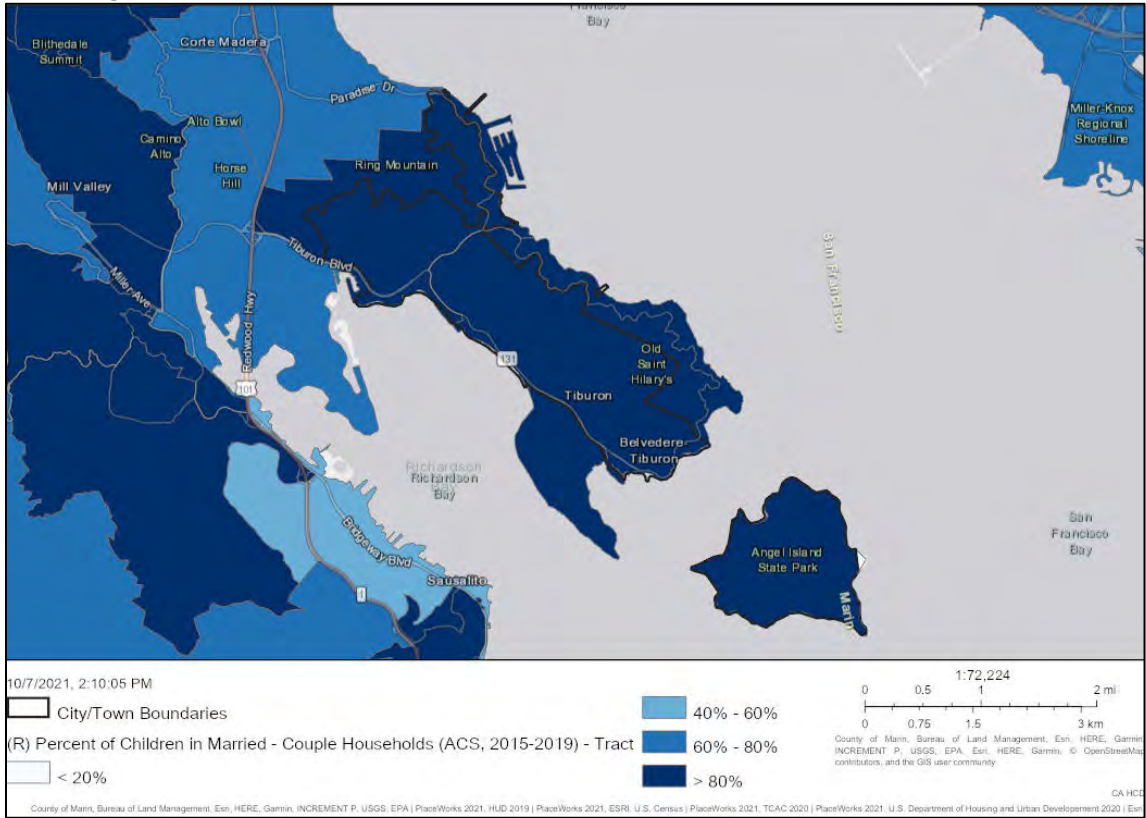 Francisco
Bay
Blithedale
Summit
Corte Madera
Paradise Dr
Miller-Knox
Regional
Shoreline
Alto Bowl
Camino
Alto
Ring Mountain
Horse
Hill
Mill Valley
San Francisco
Tiburon Blvd
Miller Ave
Redwood Hwy
Old
Saint
Hilary's
131
101
Tiburon
Belvedere-
Tiburon
Richardson
Bay
Richardson
Bay
San
Francisco
Bay
Bridgeway Blvd
Angel Island
State Park
Sausalito
1
Marin
10/7/2021, 2:10:05 PM
City/Town Boundaries
(R) Percent of Children in Married - Couple Households (ACS, 2015-2019) - Tract
< 20%
40% - 60%
60% - 80%
> 80%
1:72,224
0 0.5 1 2 mi
0 0.75 1.5 3 km
County of Marin, Bureau of Land Management, Esri, HERE, Garmin,
INCREMENT P, USGS, EPA, Esri, HERE, Garmin, © OpenStreetMap
contributors, and the GIS user community
CA HCD
County of Marin, Bureau of Land Management, Esri, HERE, Garmin, INCREMENT P, USGS, EPA | PlaceWorks 2021, HUD 2019 | PlaceWorks 2021, ESRI, U.S. Census | PlaceWorks 2021, TCAC 2020 | PlaceWorks 2021, U.S. Department of Housing and Urban Developement 2020 | Esri